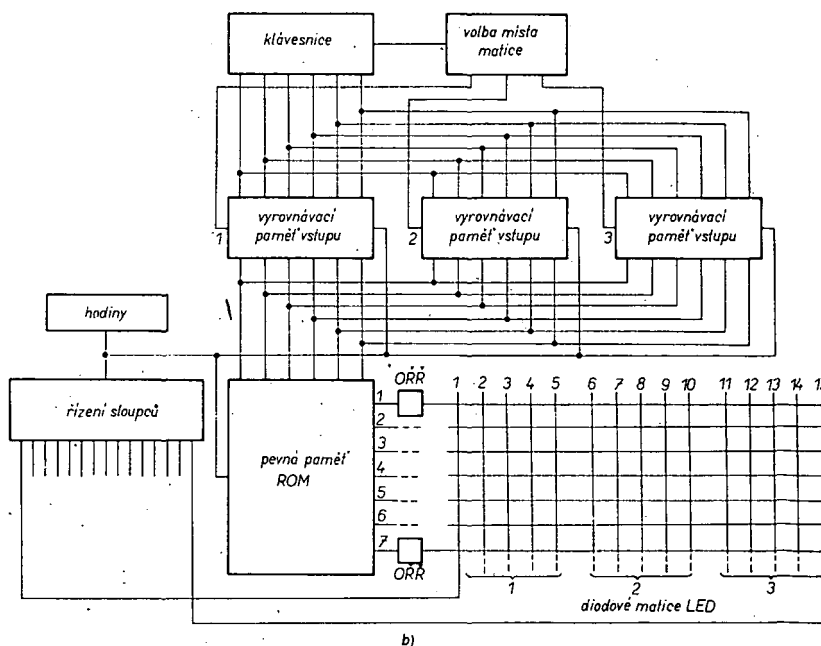 klávesnice
volba místa
matice
1
vyrovnávací
paměť vstupu
2
vyrovnávací
paměť vstupu
3
vyrovnávací
paměť vstupu
hodiny
řízení sloupců
pevná paměť
ROM
1
2
3
4
5
6
7
OŘŘ
OŘŘ
1 2 3 4 5 6 7 8 9 10 11 12 13 14
1 2 3
diodové matice LED
b)